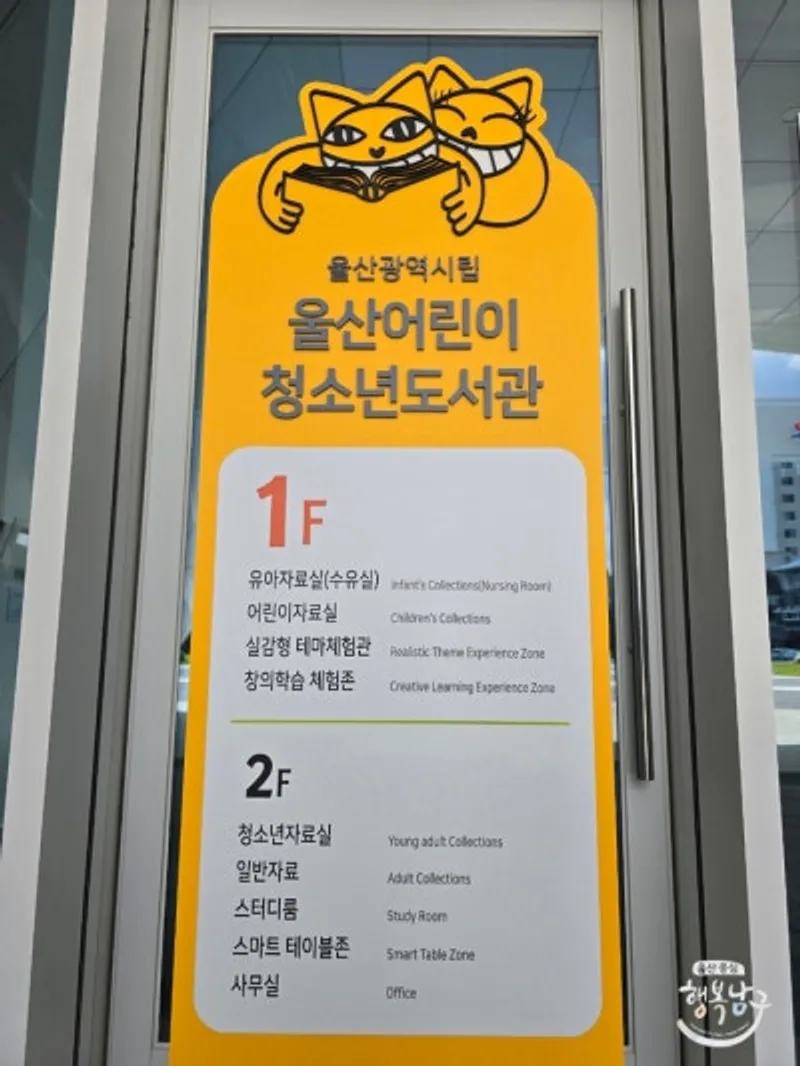 울산광역시립
울산어린이
청소년도서관
1F
유아자료실(수유실) Infant's Collections(Nursing Room)
어린이자료실 Children's Collections
실감형 테마체험관 Realistic Theme Experience Zone
창의학습 체험존 Creative Learning Experience Zone
2F
청소년자료실 Young adult Collections
일반자료 Adult Collections
스터디룸 Study Room
스마트 테이블존 Smart Table Zone
사무실 Office
울산 중심
행복남구